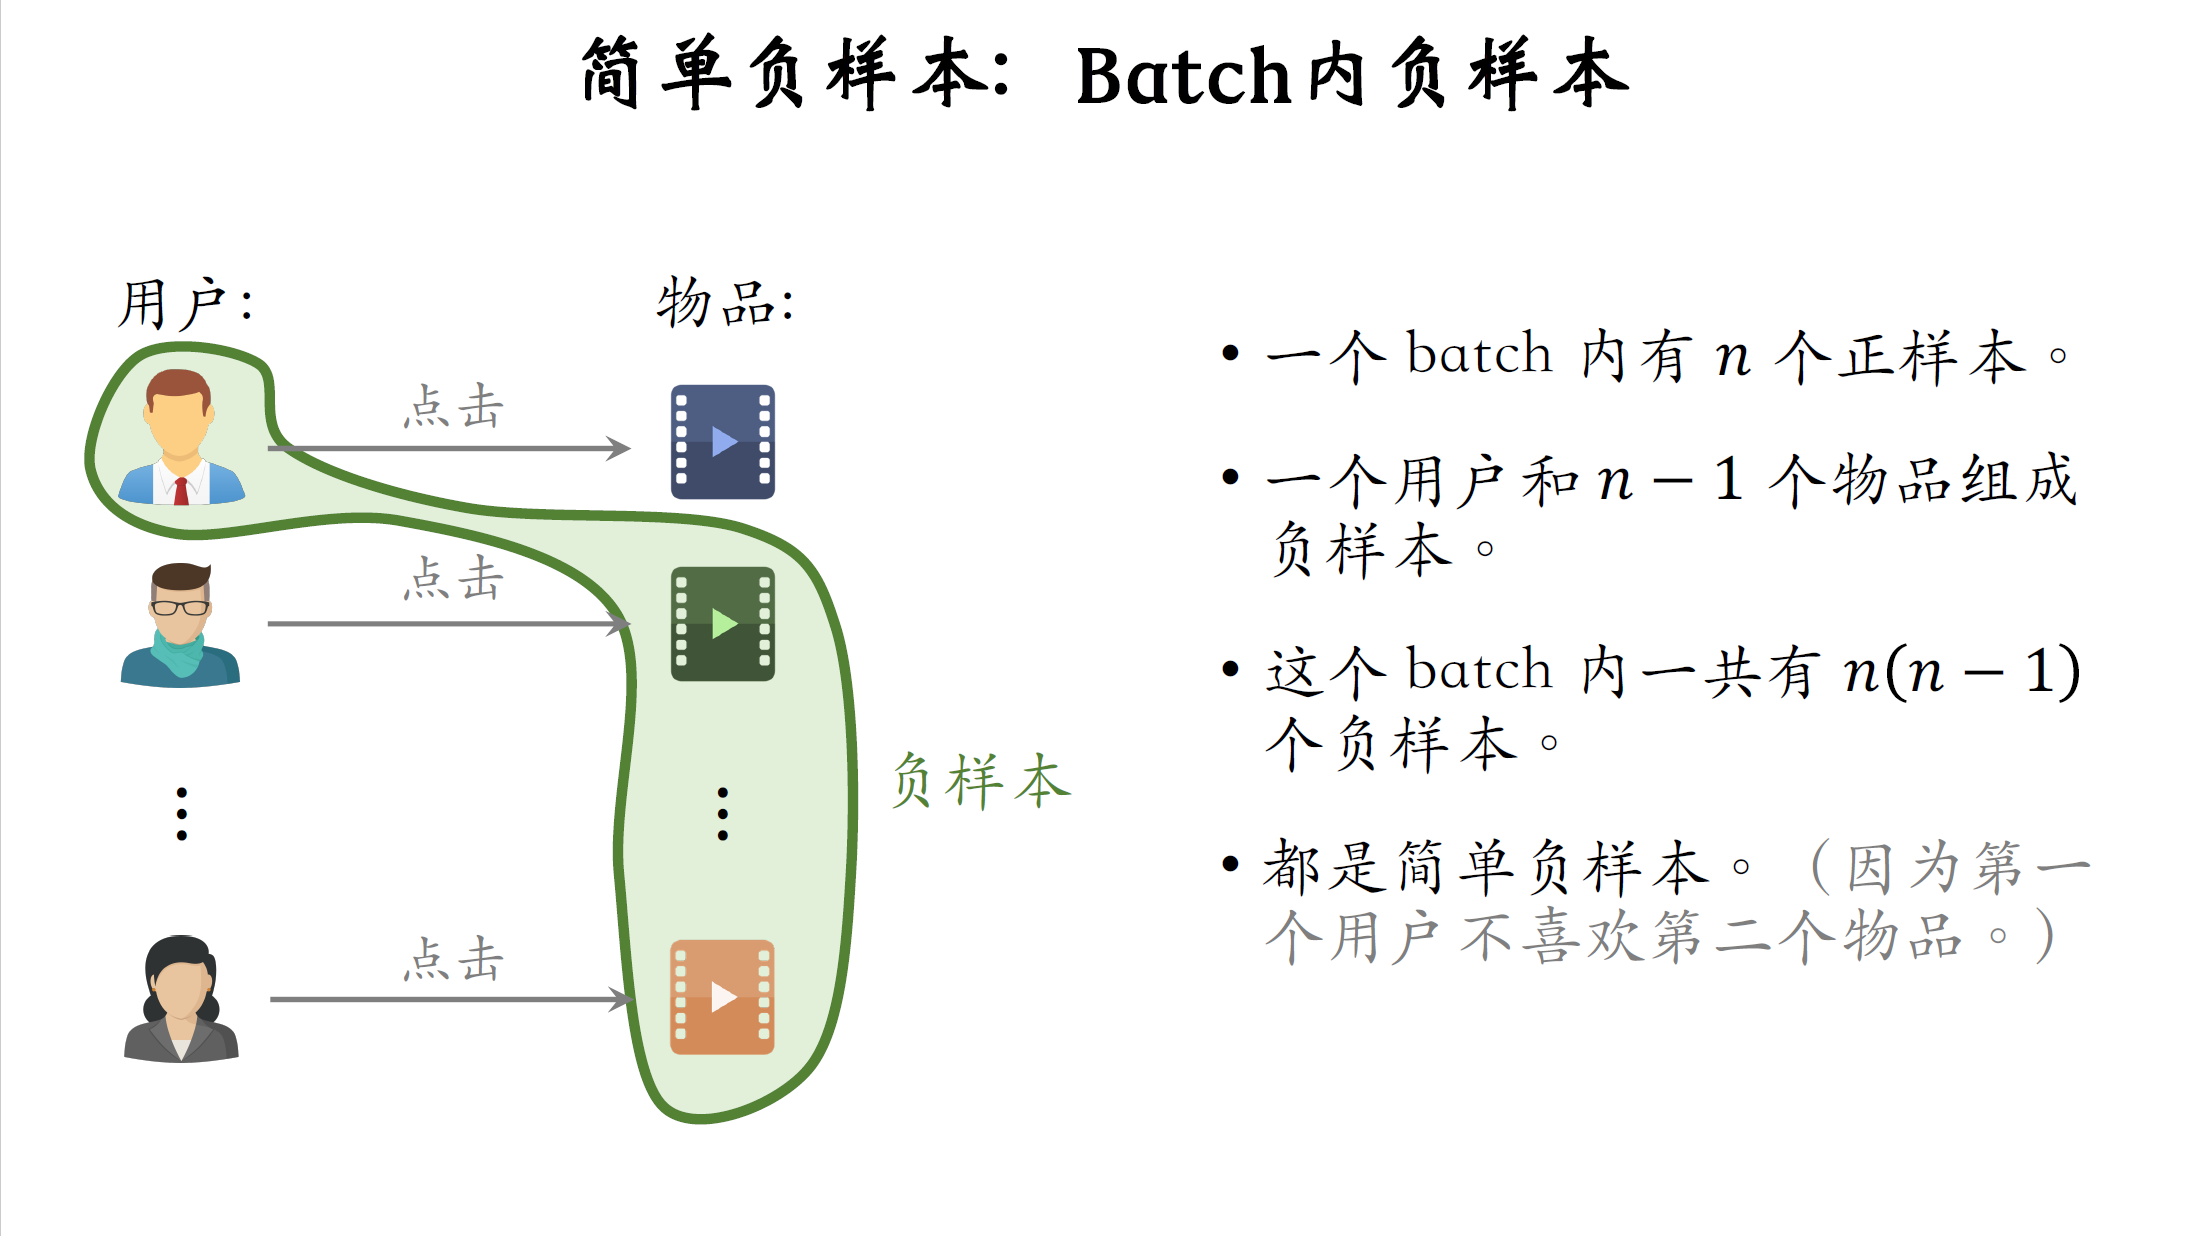 简单负样本：Batch内负样本
用户：
物品：
点击
点击
⋮
⋮
点击
负样本
• 一个 batch 内有 n 个正样本。
• 一个用户和 n − 1 个物品组成
负样本。
• 这个 batch 内一共有 n(n − 1)
个负样本。
• 都是简单负样本。（因为第一
个用户不喜欢第二个物品。）